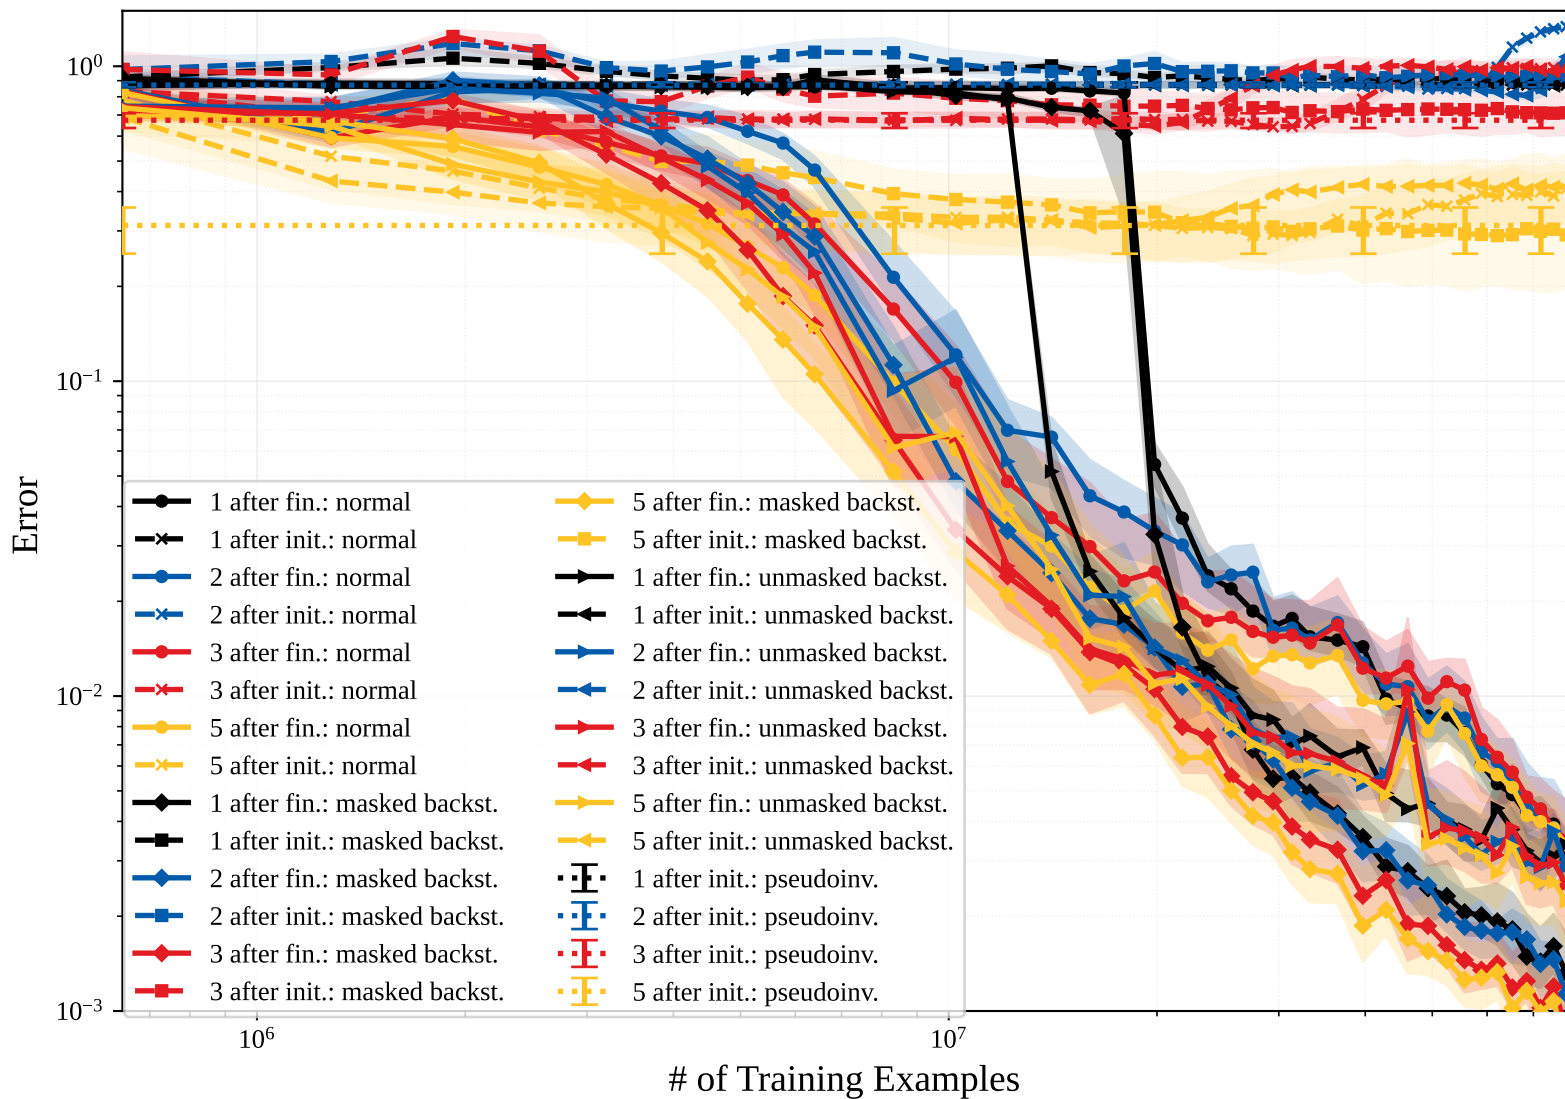 10⁰
10⁻¹
10⁻²
10⁻³
Error
1 after fin.: normal
1 after init.: normal
2 after fin.: normal
2 after init.: normal
3 after fin.: normal
3 after init.: normal
5 after fin.: normal
5 after init.: normal
1 after fin.: masked backst.
1 after init.: masked backst.
2 after fin.: masked backst.
2 after init.: masked backst.
3 after fin.: masked backst.
3 after init.: masked backst.
5 after fin.: masked backst.
5 after init.: masked backst.
1 after fin.: unmasked backst.
1 after init.: unmasked backst.
2 after fin.: unmasked backst.
2 after init.: unmasked backst.
3 after fin.: unmasked backst.
3 after init.: unmasked backst.
5 after fin.: unmasked backst.
5 after init.: unmasked backst.
1 after init.: pseudoinv.
2 after init.: pseudoinv.
3 after init.: pseudoinv.
5 after init.: pseudoinv.
10⁶
10⁷
# of Training Examples